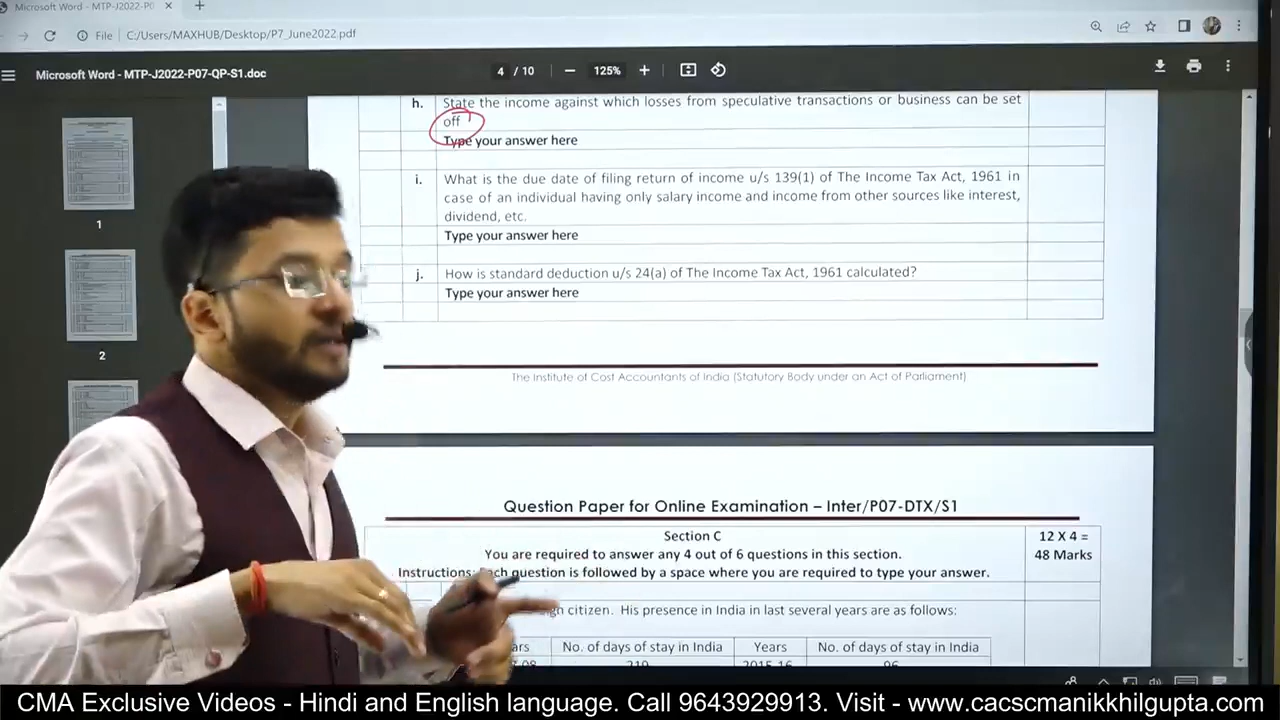 Microsoft Word - MTP-J2022-P0
File C:/Users/MAXHUB/Desktop/P7_June2022.pdf
Microsoft Word - MTP-J2022-P07-QP-S1.doc
4 / 10
125%
h. State the income against which losses from speculative transactions or business can be set
off
Type your answer here
i. What is the due date of filing return of income u/s 139(1) of The Income Tax Act, 1961 in
case of an individual having only salary income and income from other sources like interest,
dividend, etc.
Type your answer here
j. How is standard deduction u/s 24(a) of The Income Tax Act, 1961 calculated?
Type your answer here
1
2
The Institute of Cost Accountants of India (Statutory Body under an Act of Parliament)
Question Paper for Online Examination – Inter/P07-DTX/S1
Section C
12 X 4 =
You are required to answer any 4 out of 6 questions in this section.
48 Marks
Instructions: Each question is followed by a space where you are required to type your answer.
citizen. His presence in India in last several years are as follows:
No. of days of stay in India Years No. of days of stay in India
210 2015-16 96
CMA Exclusive Videos - Hindi and English language. Call 9643929913. Visit - www.cacscmanikkhilgupta.com